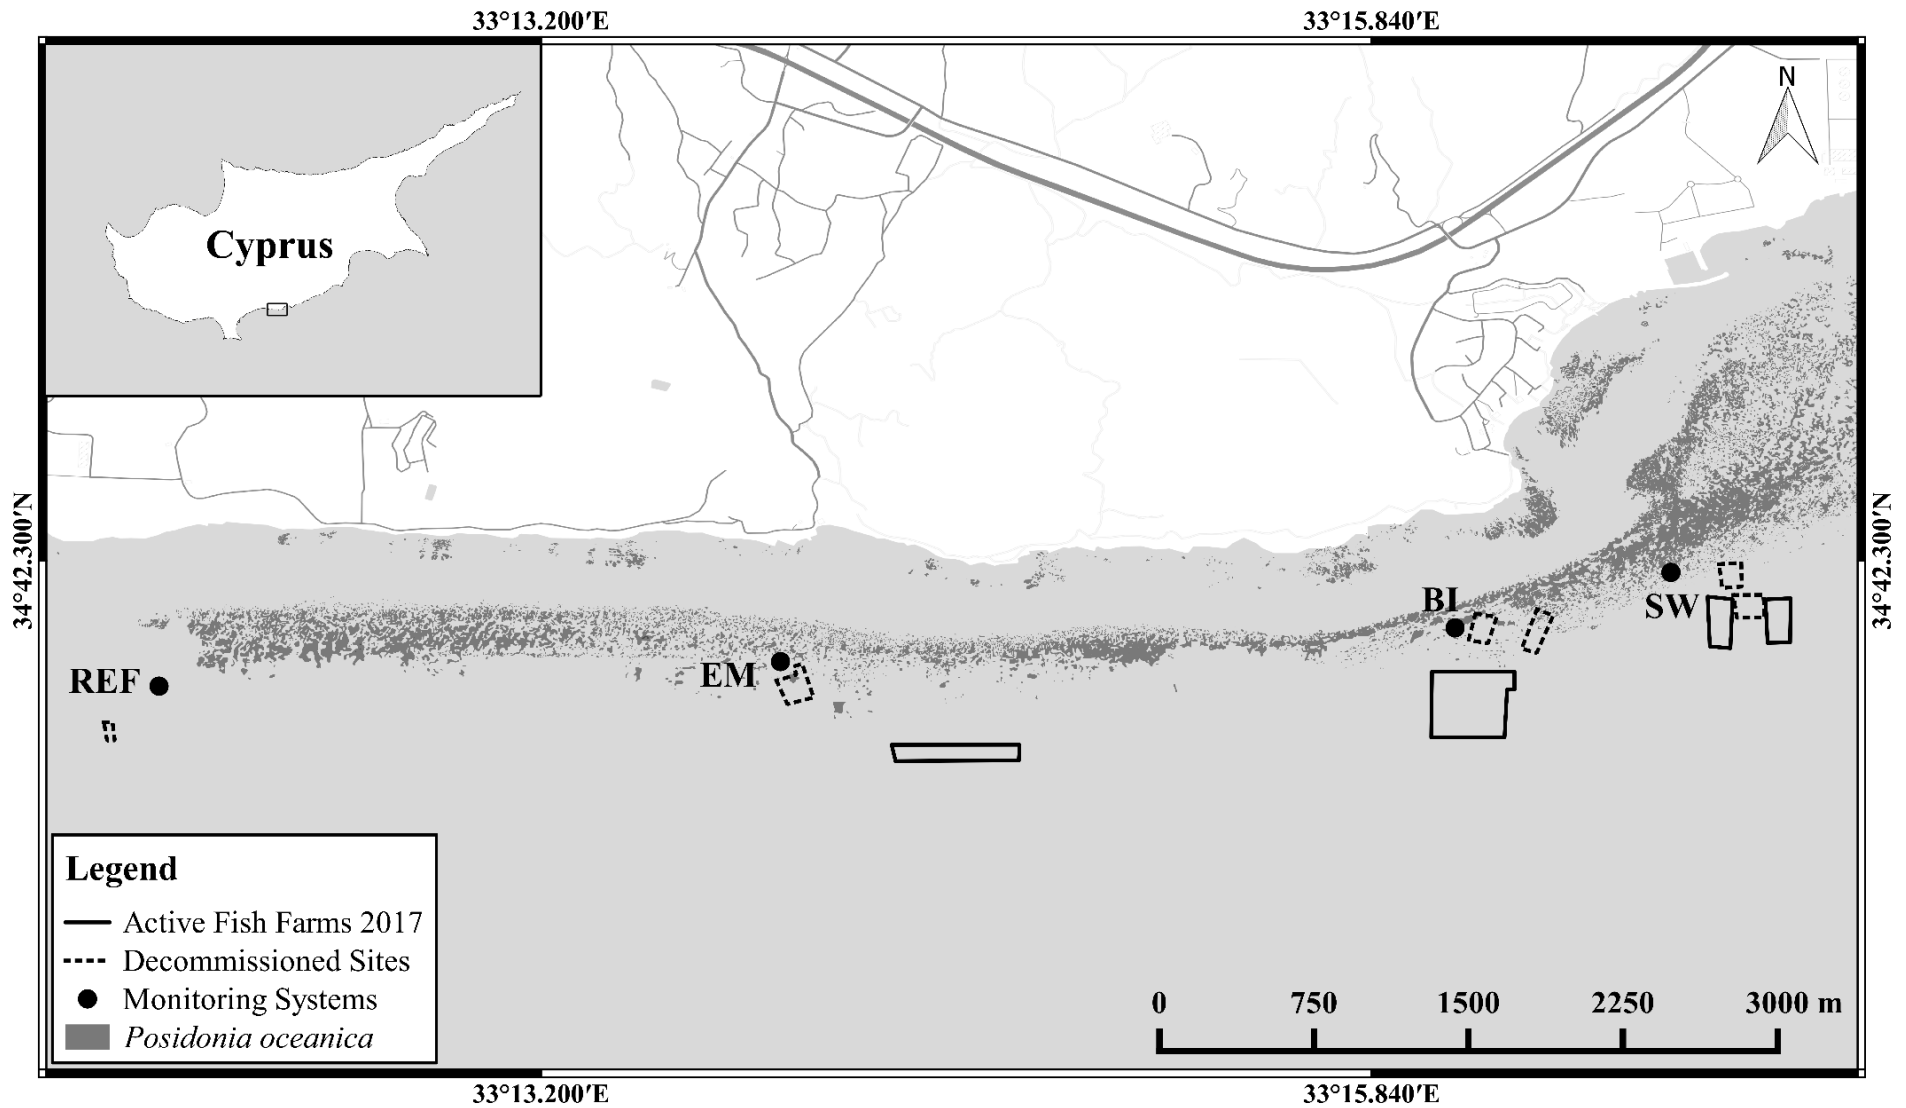 33°13.200′E
33°15.840′E
N
Cyprus
34°42.300′N
34°42.300′N
BI
SW
EM
REF
Legend
Active Fish Farms 2017
Decommissioned Sites
Monitoring Systems
Posidonia oceanica
0 750 1500 2250 3000 m
33°13.200′E
33°15.840′E